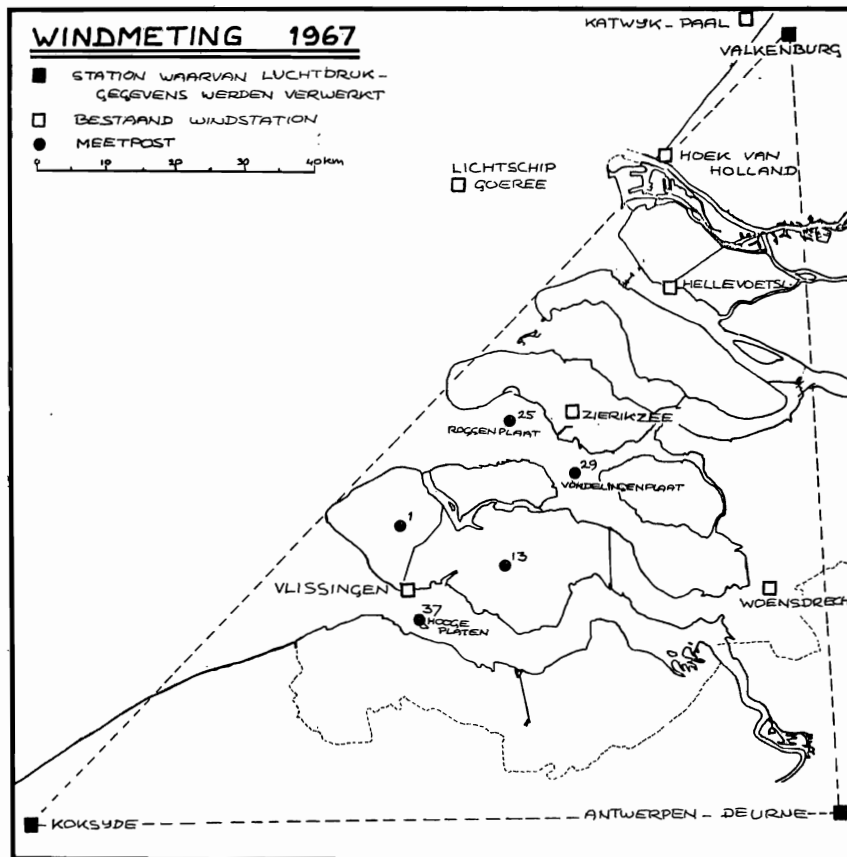 WINDMETING 1967
STATION WAARVAN LUCHTDRUK-
GEGEVENS WERDEN VERWERKT
BESTAAND WINDSTATION
MEETPOST
0 10 20 30 40 KM
KATWYK-PAAL
VALKENBURG
HOEK VAN
HOLLAND
LICHTSCHIP
GOEREE
HELLEVOETSL.
25
ROGGENPLAAT
ZIERIKZEE
29
VONDELINGENPLAAT
1
13
VLISSINGEN
WOENSDRECH
37
HOOGE
PLATEN
KOKSYDE
ANTWERPEN-DEURNE